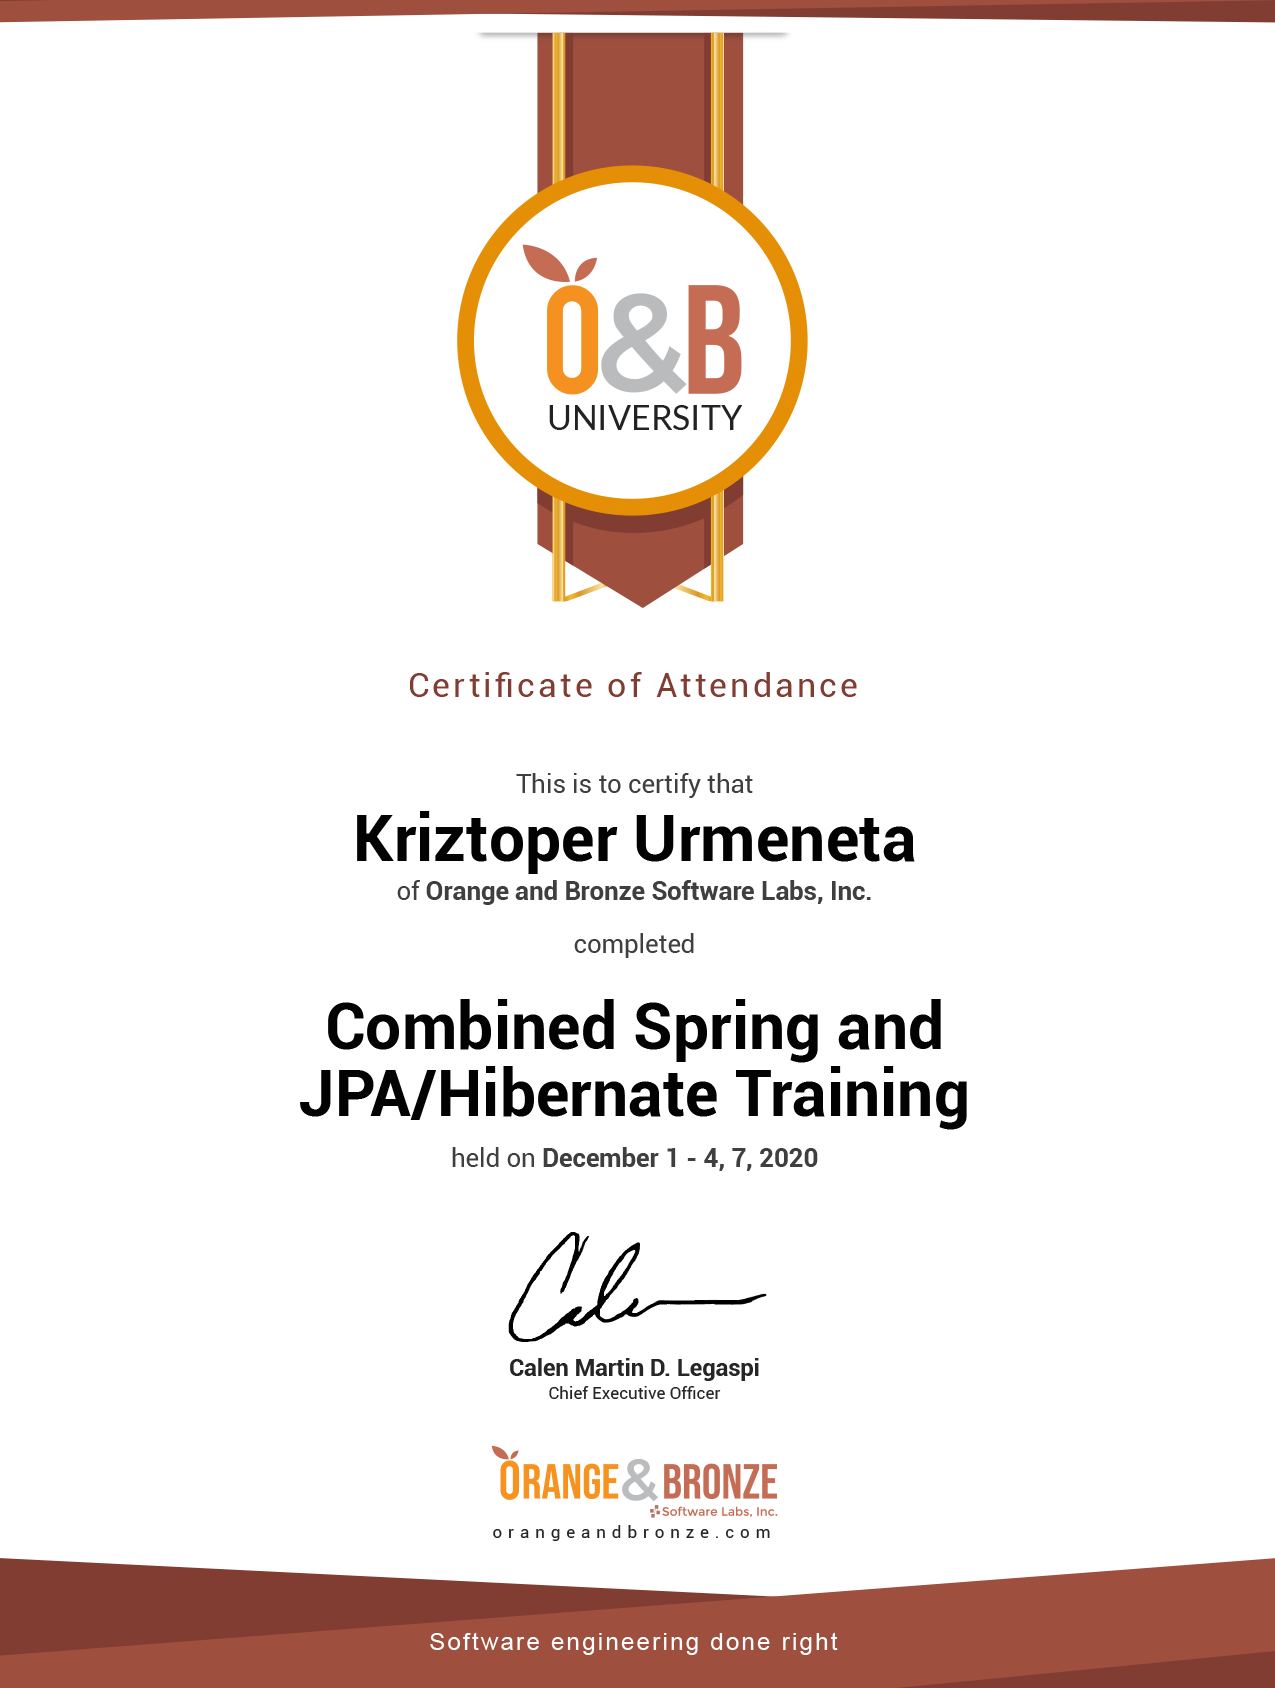 O&B
UNIVERSITY
Certificate of Attendance
This is to certify that
Kriztoper Urmeneta
of Orange and Bronze Software Labs, Inc.
completed
Combined Spring and
JPA/Hibernate Training
held on December 1 - 4, 7, 2020
Calen
Calen Martin D. Legaspi
Chief Executive Officer
ORANGE & BRONZE
Software Labs, Inc.
orangeandbronze.com
Software engineering done right